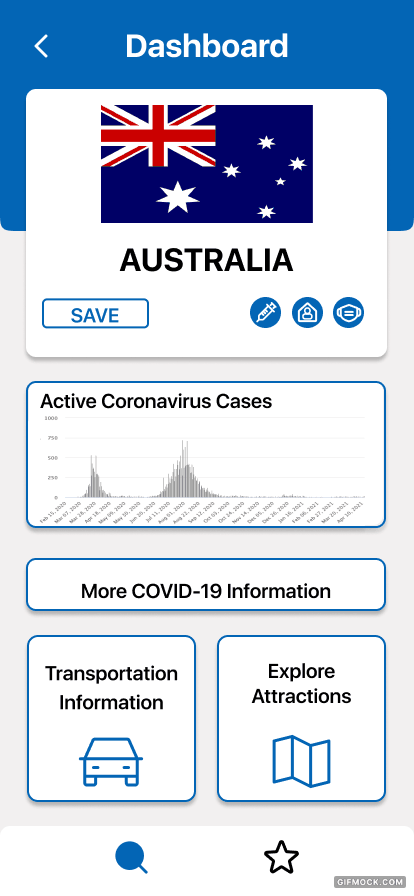 Dashboard
AUSTRALIA
SAVE
Active Coronavirus Cases
1000
750
500
250
0
Feb 15, 2020 Mar 07, 2020 Mar 28, 2020 Apr 18, 2020 May 09, 2020 May 30, 2020 Jun 20, 2020 Jul 11, 2020 Aug 01, 2020 Aug 22, 2020 Sep 12, 2020 Oct 03, 2020 Oct 24, 2020 Nov 14, 2020 Dec 05, 2020 Dec 26, 2020 Jan 16, 2021 Feb 06, 2021 Feb 27, 2021 Mar 20, 2021 Apr 10, 2021
More COVID-19 Information
Transportation
Information
Explore
Attractions
GIFMOCK.COM